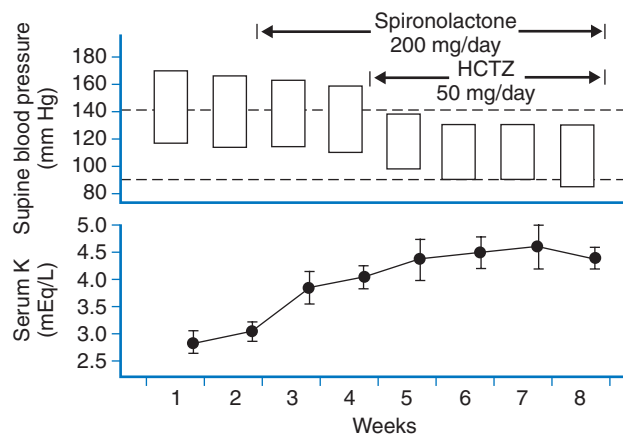 Spironolactone
200 mg/day
HCTZ
50 mg/day
Supine blood pressure
(mm Hg)
180
160
140
120
100
80
Serum K
(mEq/L)
5.0
4.5
4.0
3.5
3.0
2.5
1 2 3 4 5 6 7 8
Weeks